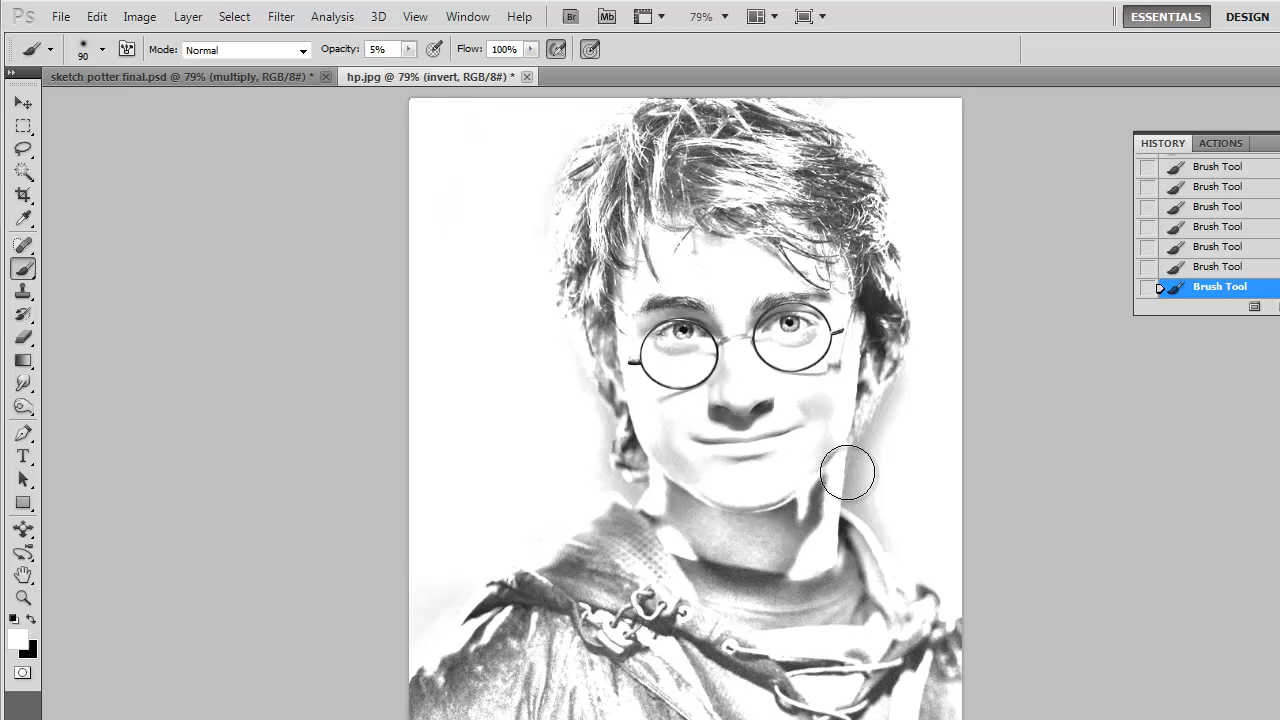 Ps File Edit Image Layer Select Filter Analysis 3D View Window Help Br Mb 79% ESSENTIALS DESIGN
90 Mode: Normal Opacity: 5% Flow: 100%
sketch potter final.psd @ 79% (multiply, RGB/8#) * hp.jpg @ 79% (invert, RGB/8#) *
HISTORY ACTIONS
Brush Tool
Brush Tool
Brush Tool
Brush Tool
Brush Tool
Brush Tool
Brush Tool
T